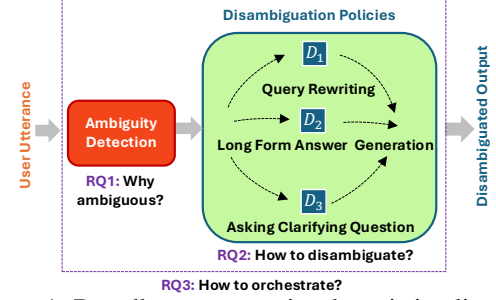 Disambiguation Policies
User Utterance
Ambiguity
Detection
RQ1: Why
ambiguous?
D1
Query Rewriting
D2
Long Form Answer Generation
D3
Asking Clarifying Question
RQ2: How to disambiguate?
RQ3: How to orchestrate?
Disambiguated Output